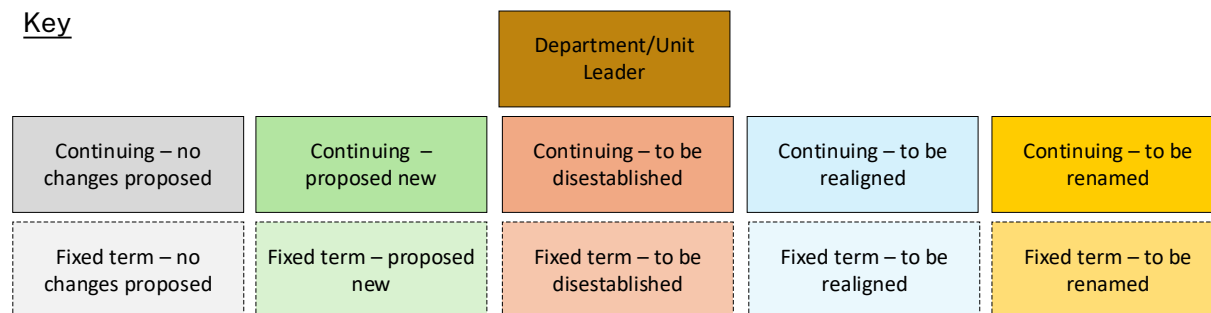 Key
Department/Unit
Leader
Continuing – no
changes proposed
Continuing –
proposed new
Continuing – to be
disestablished
Continuing – to be
realigned
Continuing – to be
renamed
Fixed term – no
changes proposed
Fixed term – proposed
new
Fixed term – to be
disestablished
Fixed term – to be
realigned
Fixed term – to be
renamed